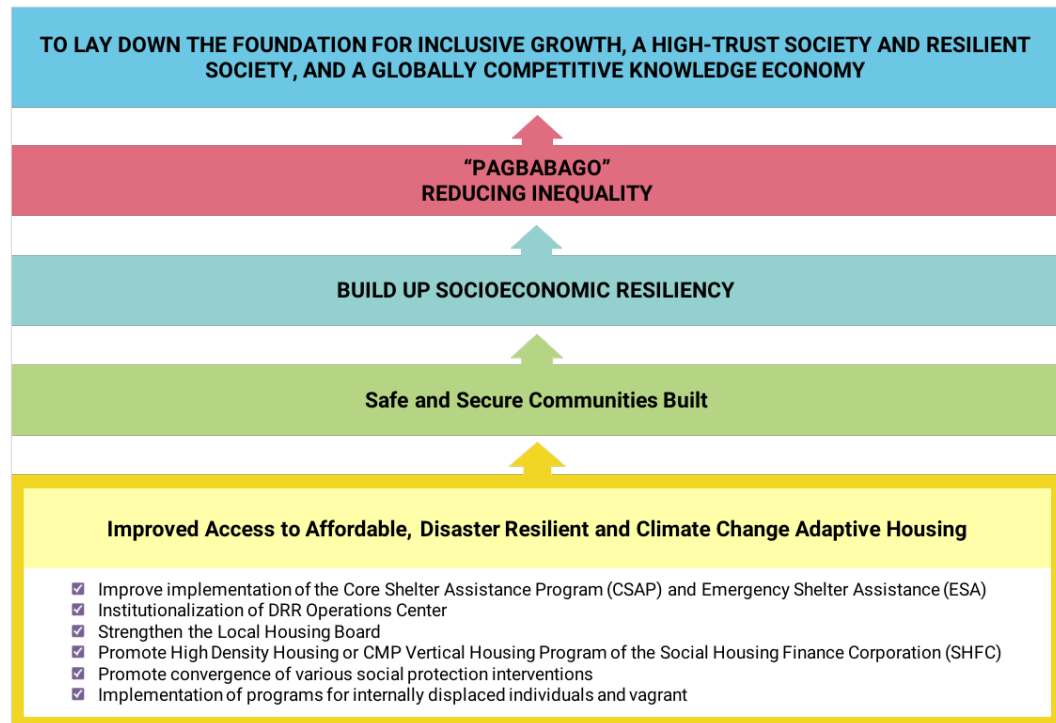 TO LAY DOWN THE FOUNDATION FOR INCLUSIVE GROWTH, A HIGH-TRUST SOCIETY AND RESILIENT
SOCIETY, AND A GLOBALLY COMPETITIVE KNOWLEDGE ECONOMY
“PAGBABAGO”
REDUCING INEQUALITY
BUILD UP SOCIOECONOMIC RESILIENCY
Safe and Secure Communities Built
Improved Access to Affordable, Disaster Resilient and Climate Change Adaptive Housing
Improve implementation of the Core Shelter Assistance Program (CSAP) and Emergency Shelter Assistance (ESA)
Institutionalization of DRR Operations Center
Strengthen the Local Housing Board
Promote High Density Housing or CMP Vertical Housing Program of the Social Housing Finance Corporation (SHFC)
Promote convergence of various social protection interventions
Implementation of programs for internally displaced individuals and vagrant